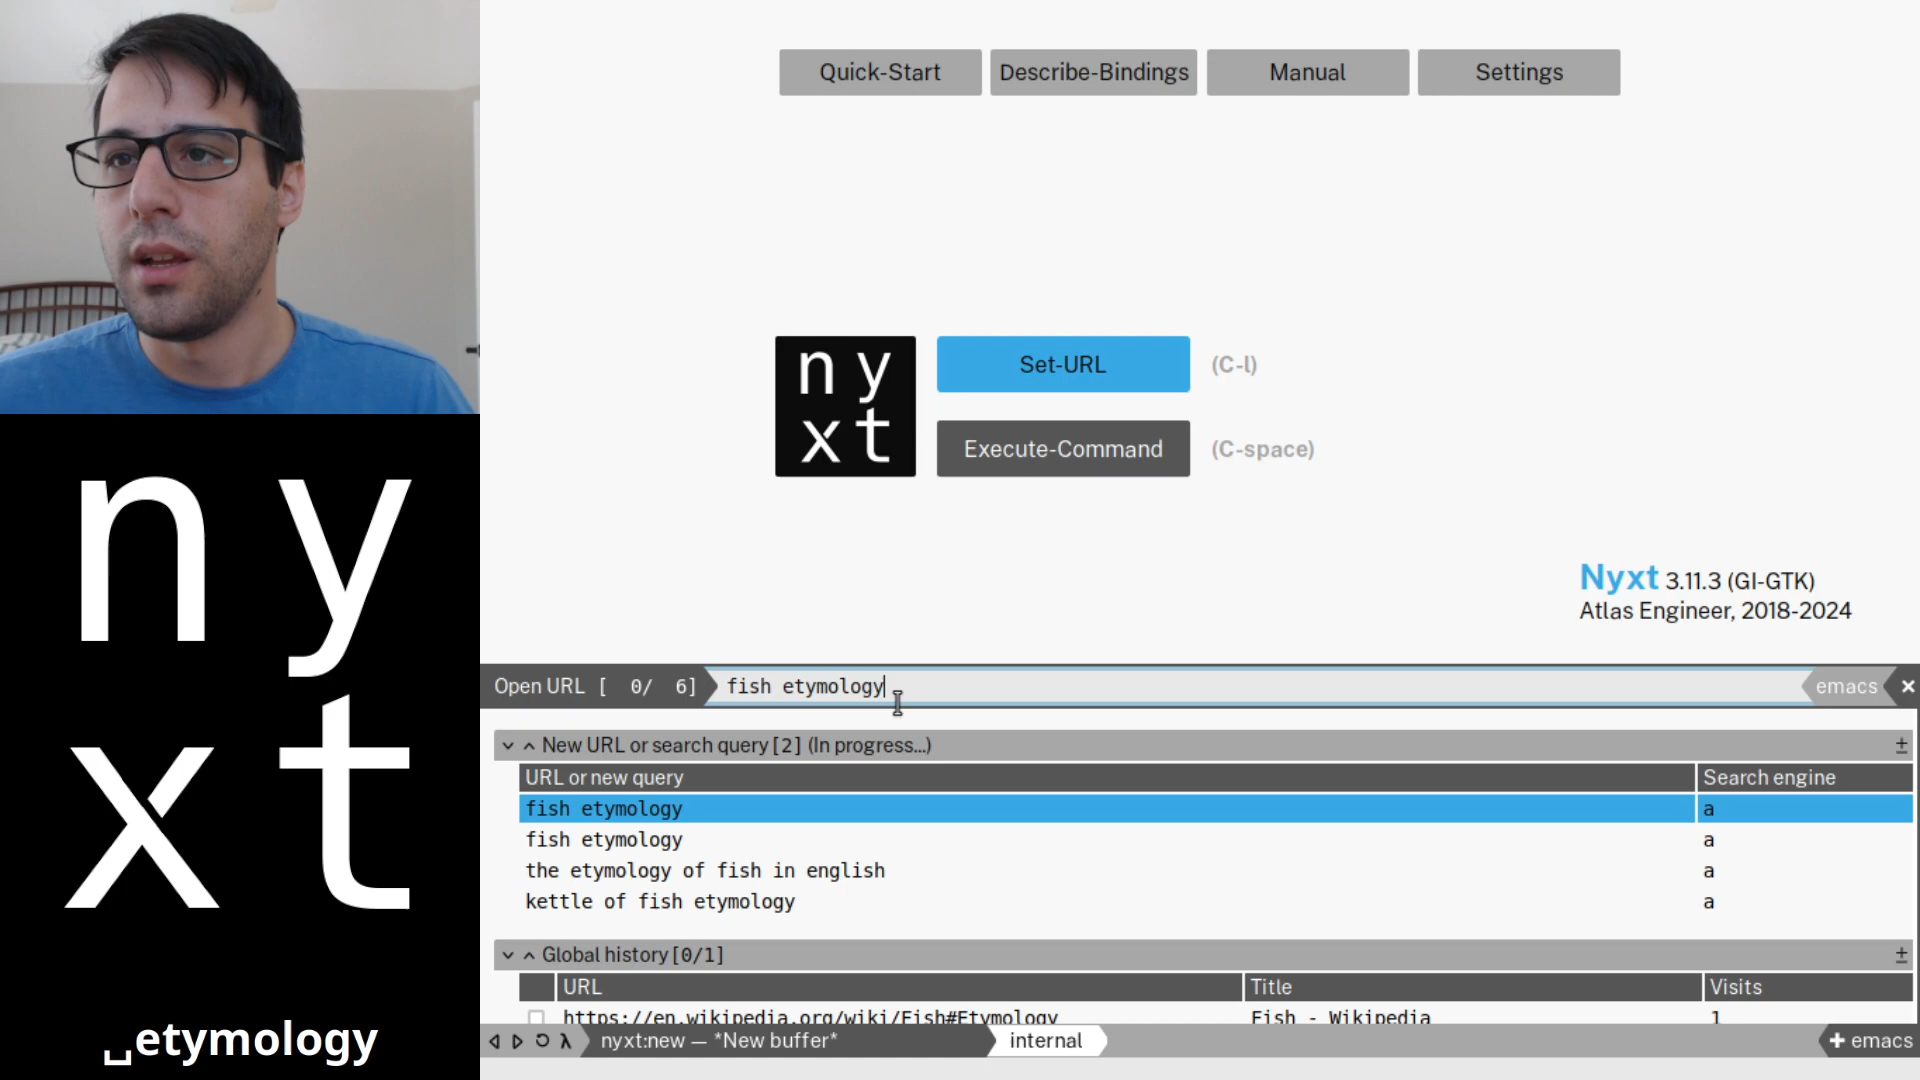 n y
x t
␣etymology
Quick-Start Describe-Bindings Manual Settings
n y
x t
Set-URL (C-l)
Execute-Command (C-space)
Nyxt 3.11.3 (GI-GTK)
Atlas Engineer, 2018-2024
Open URL [ 0/ 6] fish etymology emacs ×
New URL or search query [2] (In progress...) ±
URL or new query Search engine
fish etymology a
fish etymology a
the etymology of fish in english a
kettle of fish etymology a
Global history [0/1] ±
URL Title Visits
https://en.wikipedia.org/wiki/Fish#Etymology Fish - Wikipedia 1
λ nyxt:new — *New buffer* internal + emacs